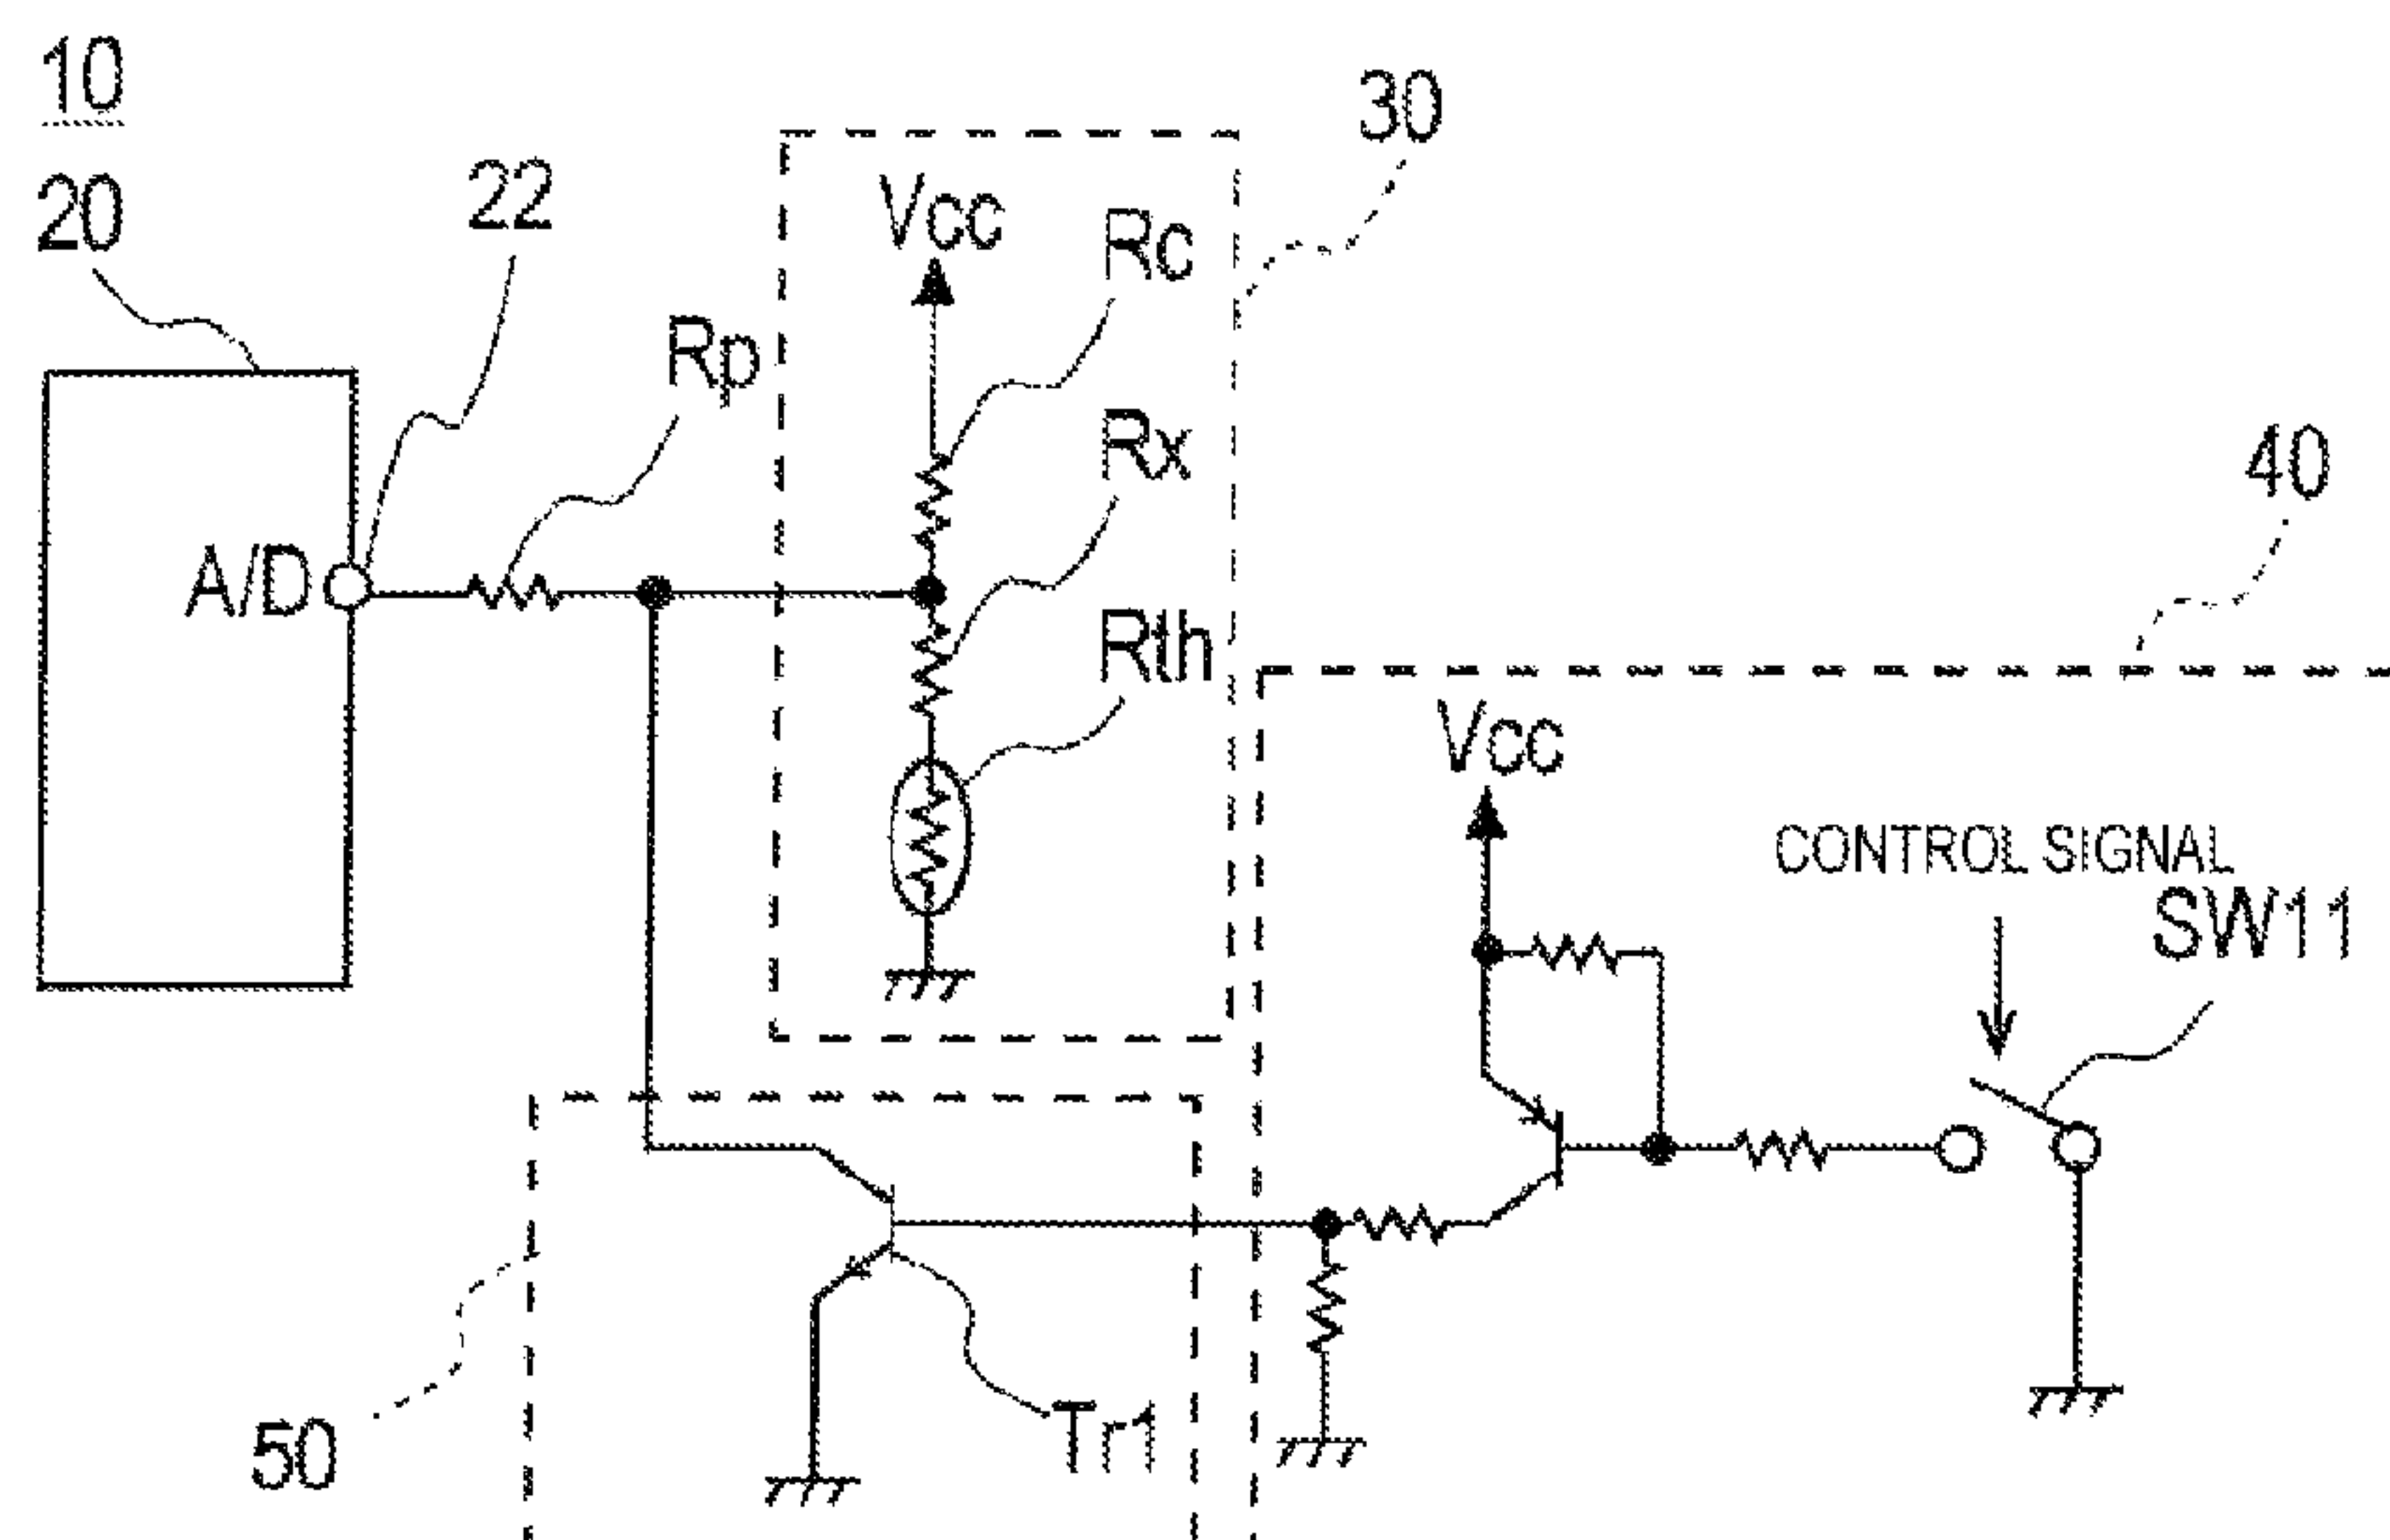 10
20
22
Rp
Vcc
Rc
30
Rx
Rth
A/D
40
Vcc
CONTROL SIGNAL
SW11
50
Tr1